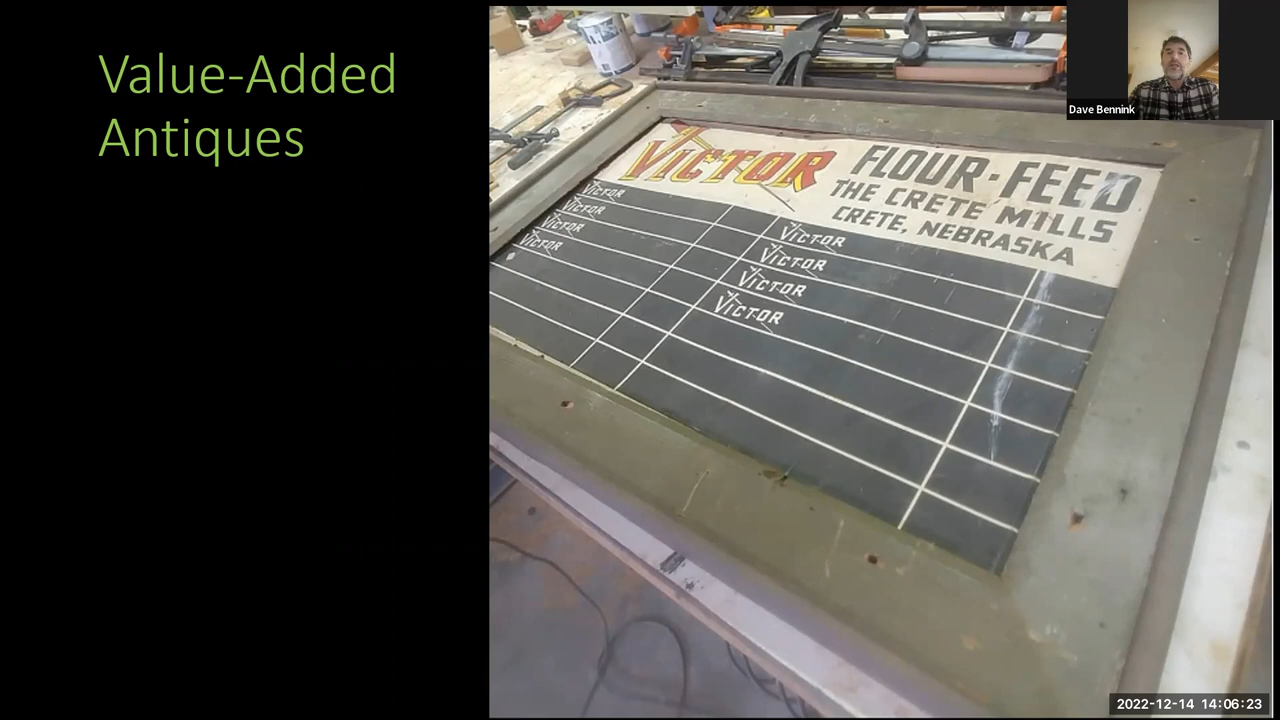 Value-Added
Antiques
VICTOR
FLOUR-FEED
THE CRETE MILLS
CRETE, NEBRASKA
VICTOR
VICTOR
VICTOR
VICTOR
VICTOR
VICTOR
VICTOR
VICTOR
Dave Bennink
2022-12-14 14:06:23